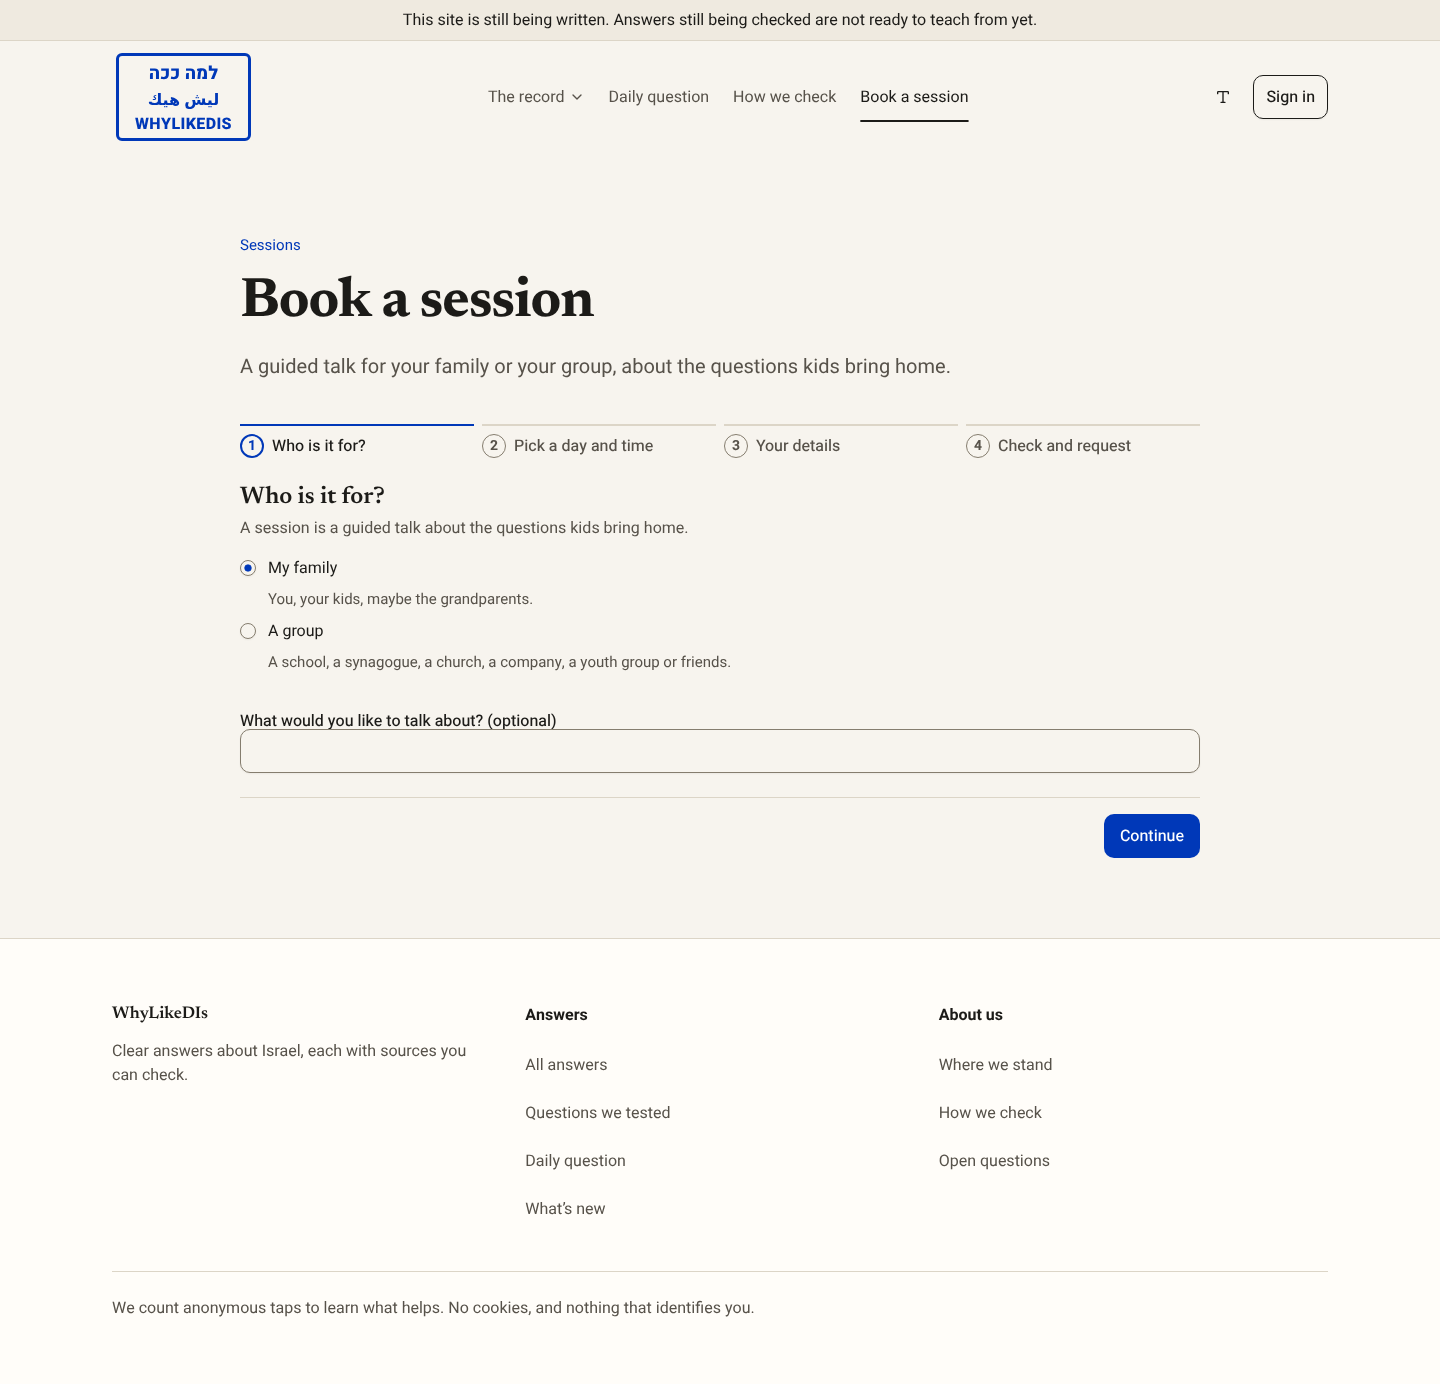 This site is still being written. Answers still being checked are not ready to teach from yet.
למה ככה
ليش هيك
WHYLIKEDIS
The record
Daily question
How we check
Book a session
T
Sign in
Sessions
Book a session
A guided talk for your family or your group, about the questions kids bring home.
1 Who is it for?
2 Pick a day and time
3 Your details
4 Check and request
Who is it for?
A session is a guided talk about the questions kids bring home.
My family
You, your kids, maybe the grandparents.
A group
A school, a synagogue, a church, a company, a youth group or friends.
What would you like to talk about? (optional)
Continue
WhyLikeDIs
Clear answers about Israel, each with sources you
can check.
Answers
All answers
Questions we tested
Daily question
What’s new
About us
Where we stand
How we check
Open questions
We count anonymous taps to learn what helps. No cookies, and nothing that identifies you.